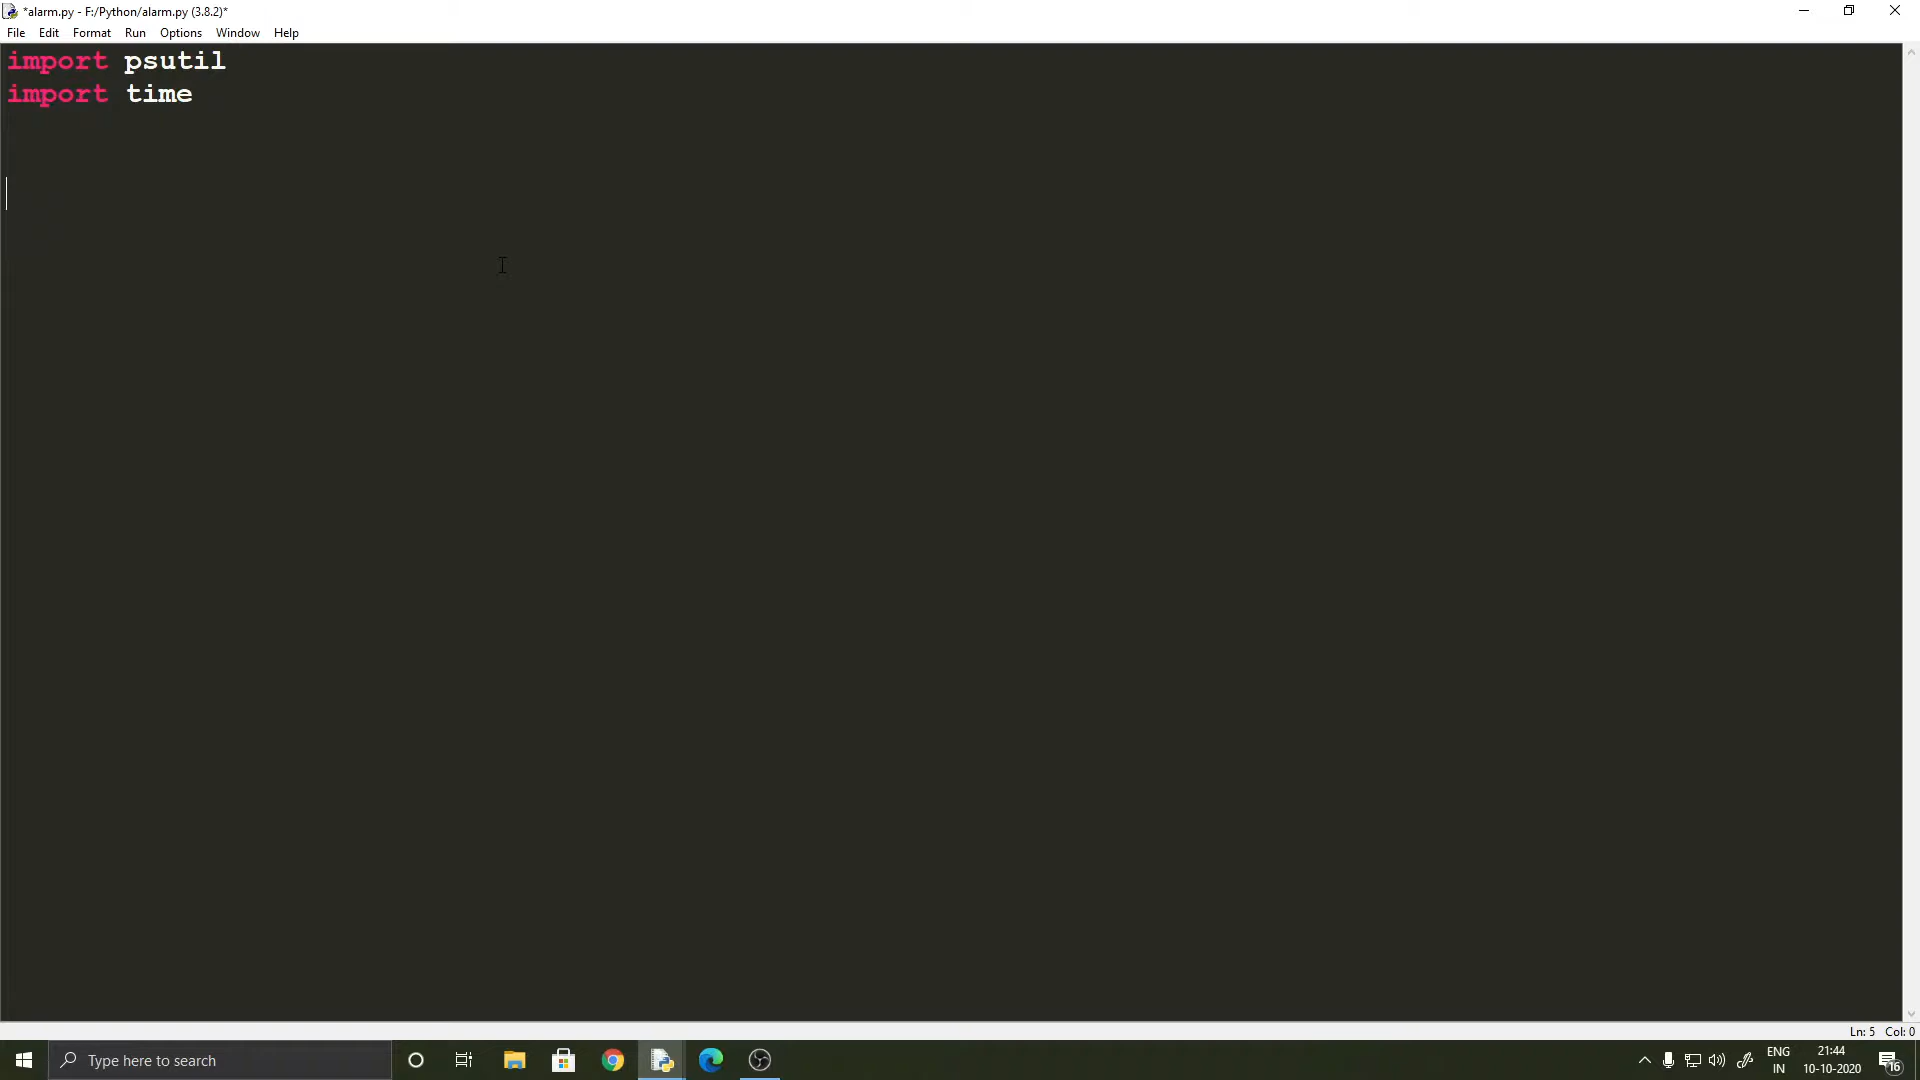 *alarm.py - F:/Python/alarm.py (3.8.2)*
File Edit Format Run Options Window Help
import psutil
import time
Ln: 5 Col: 0
Type here to search
ENG
IN
21:44
10-10-2020
16